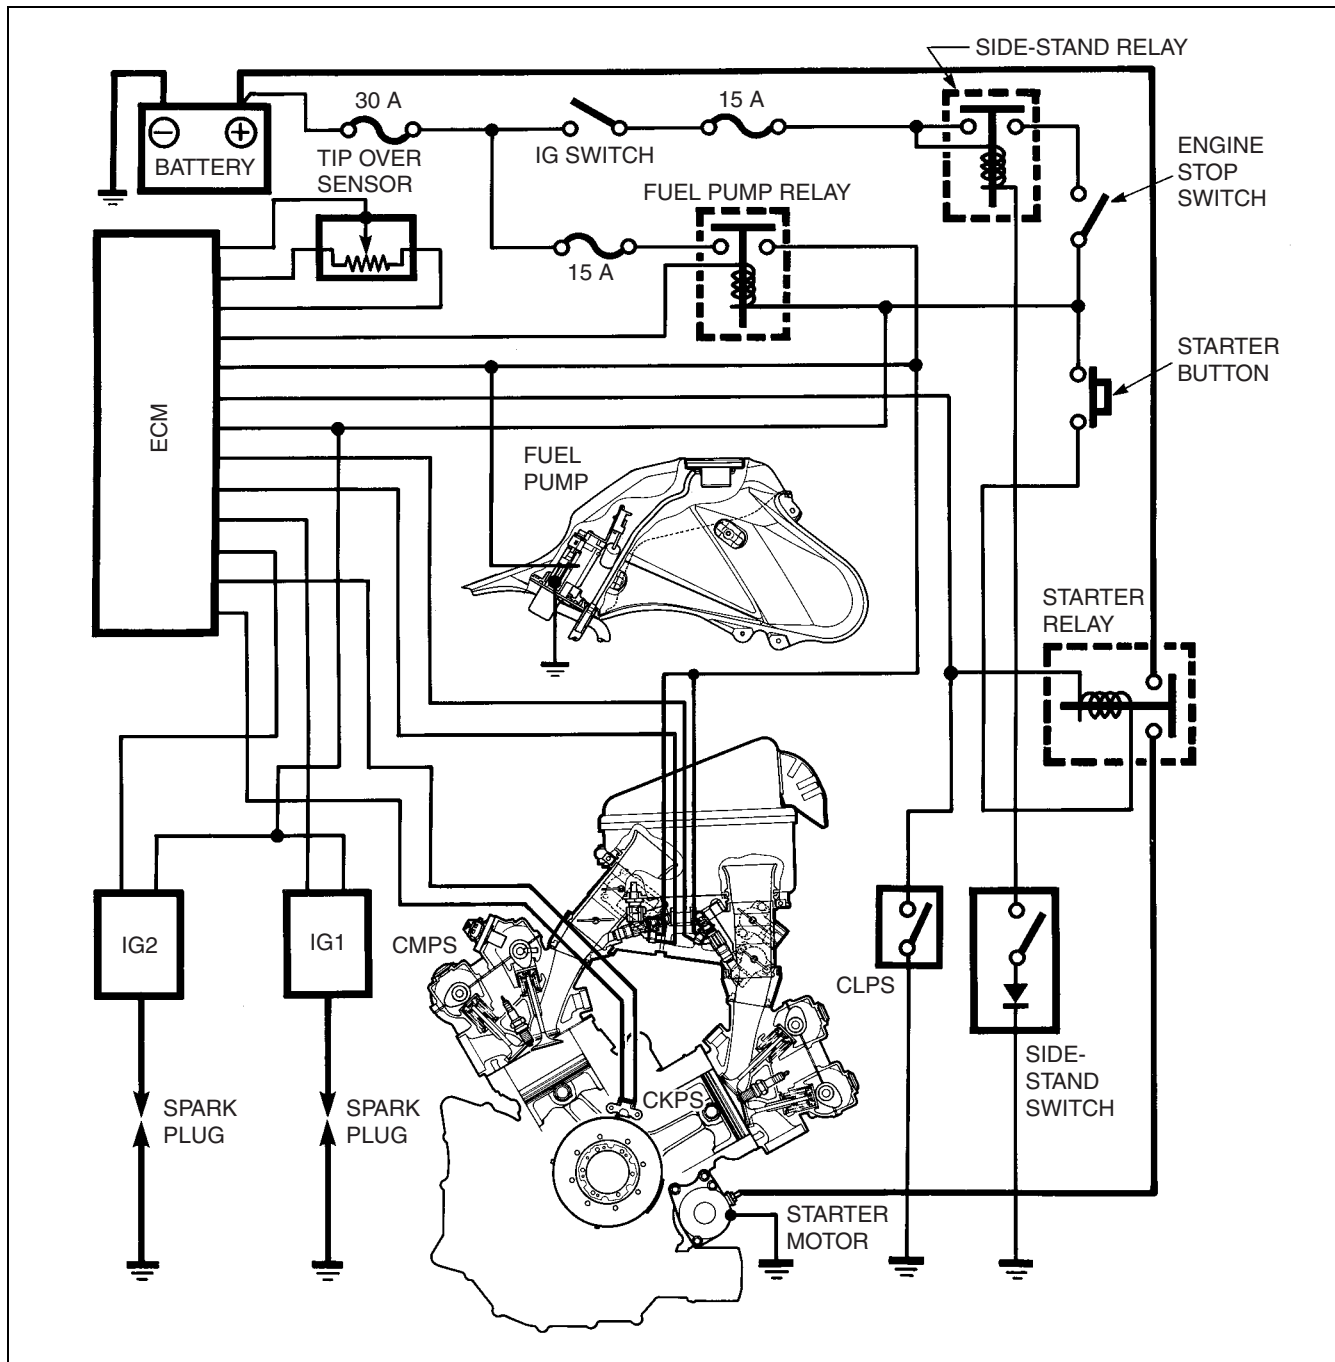 SIDE-STAND RELAY
30 A
15 A
BATTERY
TIP OVER
SENSOR
IG SWITCH
ENGINE
STOP
SWITCH
FUEL PUMP RELAY
15 A
STARTER
BUTTON
ECM
FUEL
PUMP
STARTER
RELAY
IG2
IG1
CMPS
CLPS
SIDE-
STAND
SWITCH
SPARK
PLUG
SPARK
PLUG
CKPS
STARTER
MOTOR